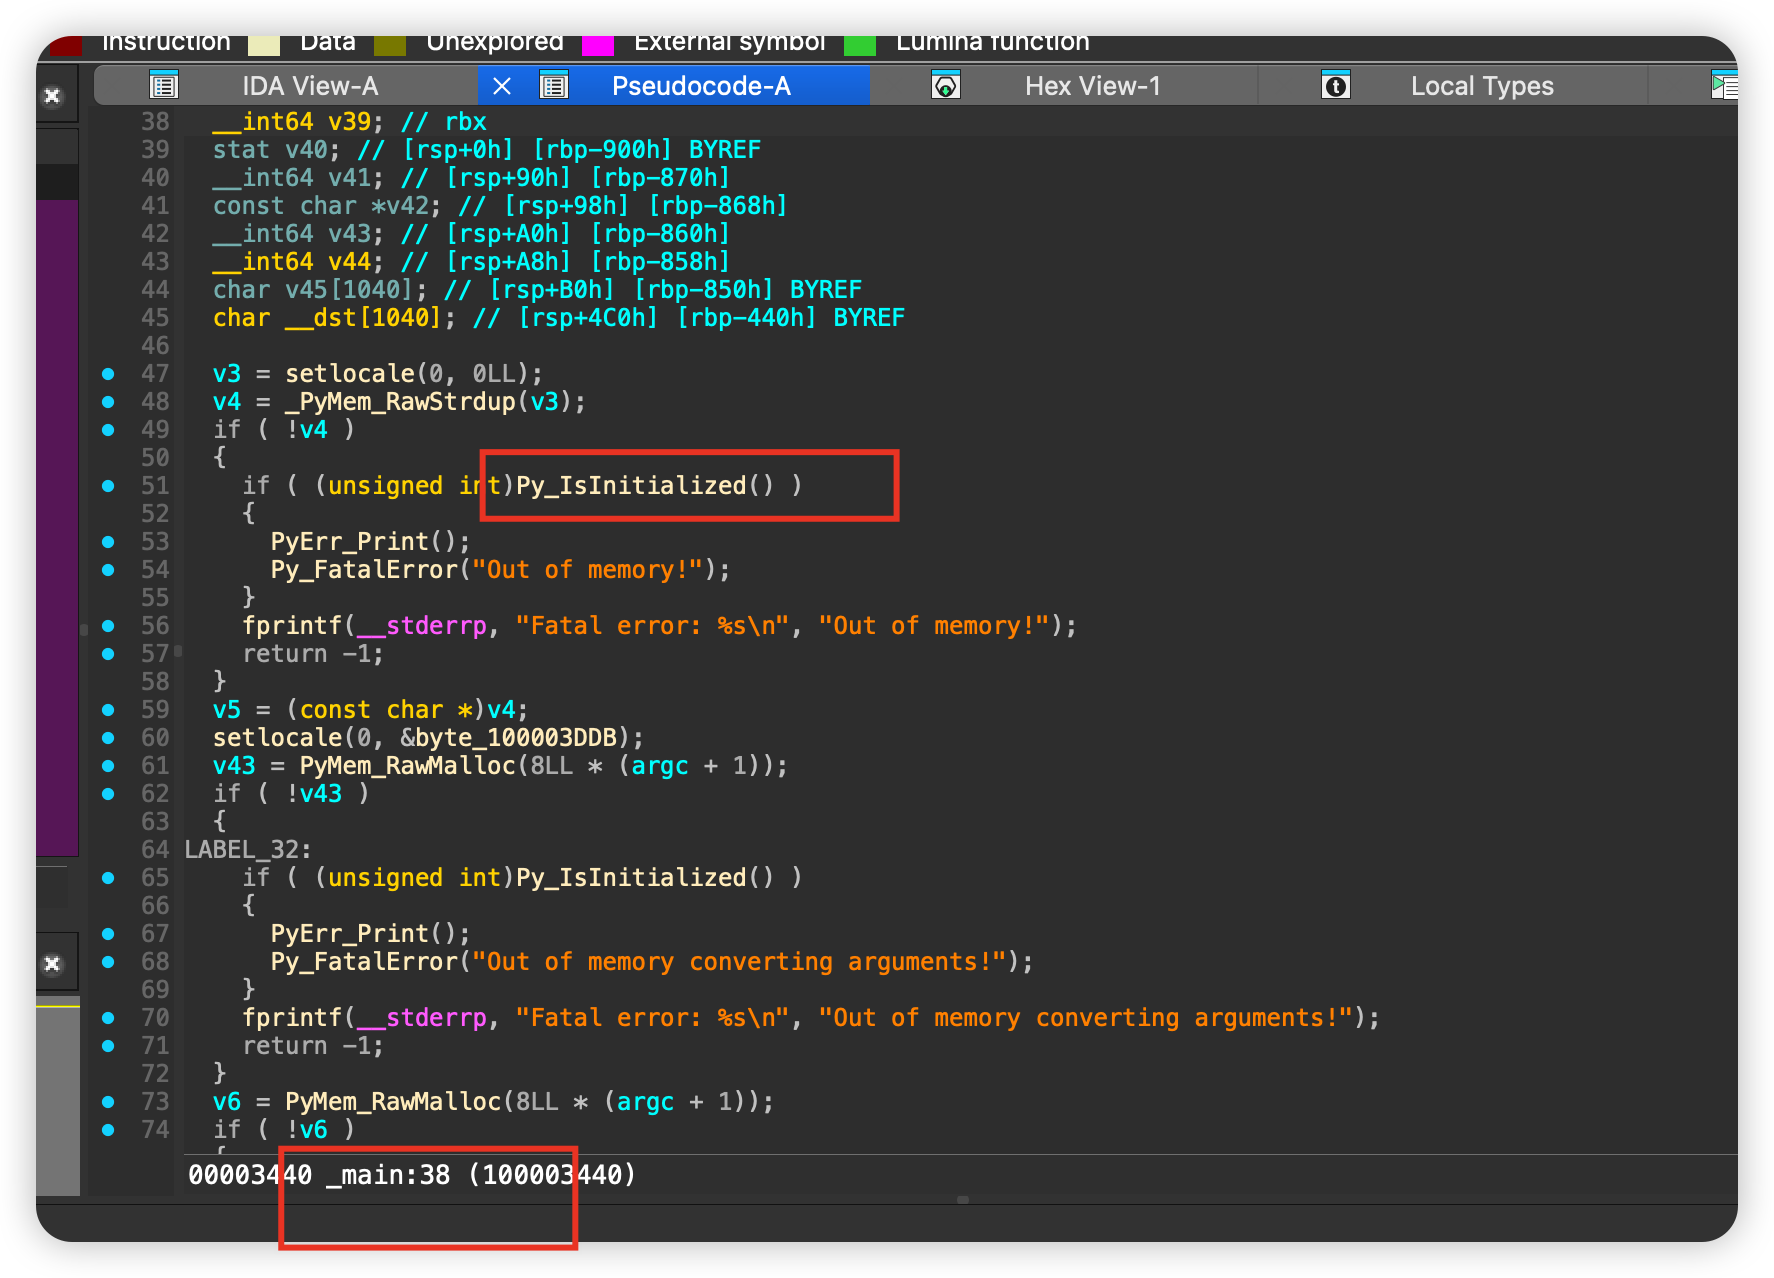 Instruction Data Unexplored External symbol Lumina function
IDA View-A Pseudocode-A Hex View-1 Local Types
38 __int64 v39; // rbx
39 stat v40; // [rsp+0h] [rbp-900h] BYREF
40 __int64 v41; // [rsp+90h] [rbp-870h]
41 const char *v42; // [rsp+98h] [rbp-868h]
42 __int64 v43; // [rsp+A0h] [rbp-860h]
43 __int64 v44; // [rsp+A8h] [rbp-858h]
44 char v45[1040]; // [rsp+B0h] [rbp-850h] BYREF
45 char __dst[1040]; // [rsp+4C0h] [rbp-440h] BYREF
46
47 v3 = setlocale(0, 0LL);
48 v4 = _PyMem_RawStrdup(v3);
49 if ( !v4 )
50 {
51 if ( (unsigned int)Py_IsInitialized() )
52 {
53 PyErr_Print();
54 Py_FatalError("Out of memory!");
55 }
56 fprintf(__stderrp, "Fatal error: %s\n", "Out of memory!");
57 return -1;
58 }
59 v5 = (const char *)v4;
60 setlocale(0, &byte_100003DDB);
61 v43 = PyMem_RawMalloc(8LL * (argc + 1));
62 if ( !v43 )
63 {
64 LABEL_32:
65 if ( (unsigned int)Py_IsInitialized() )
66 {
67 PyErr_Print();
68 Py_FatalError("Out of memory converting arguments!");
69 }
70 fprintf(__stderrp, "Fatal error: %s\n", "Out of memory converting arguments!");
71 return -1;
72 }
73 v6 = PyMem_RawMalloc(8LL * (argc + 1));
74 if ( !v6 )
{
00003440 _main:38 (100003440)